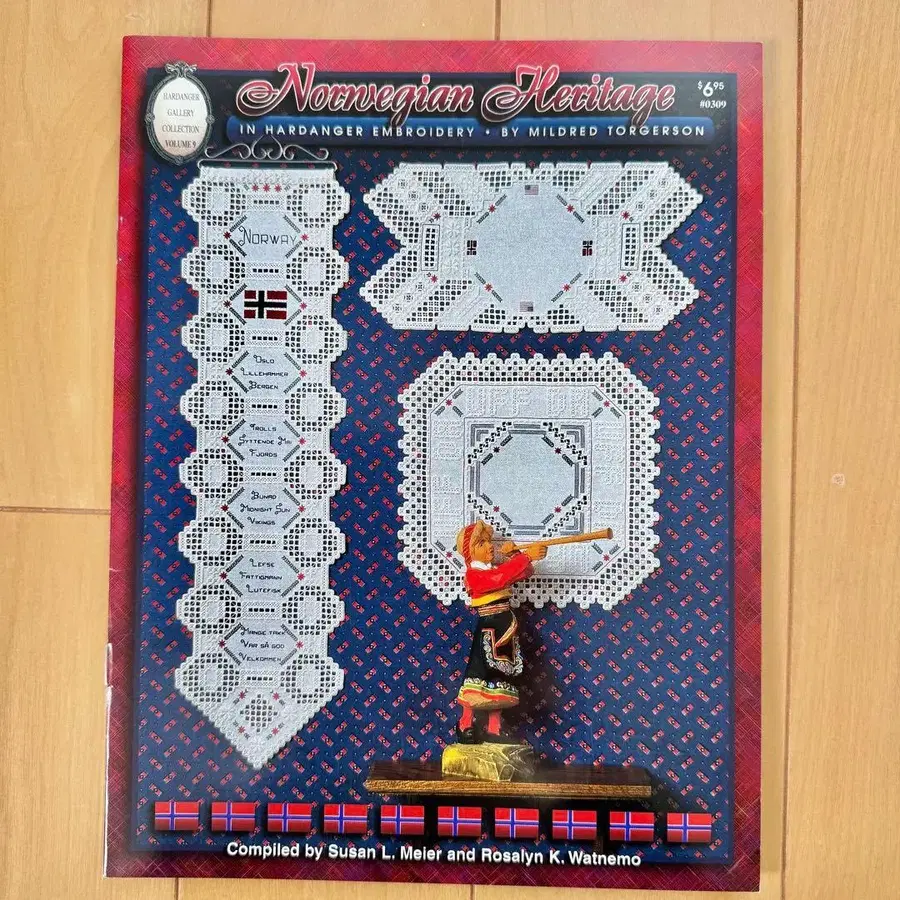 HARDANGER
GALLERY
COLLECTION
VOLUME 9
Norwegian Heritage
$6.95
#0309
IN HARDANGER EMBROIDERY • BY MILDRED TORGERSON
NORWAY
OSLO
LILLEHAMMER
BERGEN
TROLLS
SYTTENDE MAI
FJORDS
BUNAD
MIDNIGHT SUN
VIKINGS
LEFSE
FATTIGMANN
LUTEFISK
MANGE TAKK
VAR SÅ GOD
VELKOMMEN
Compiled by Susan L. Meier and Rosalyn K. Watnemo